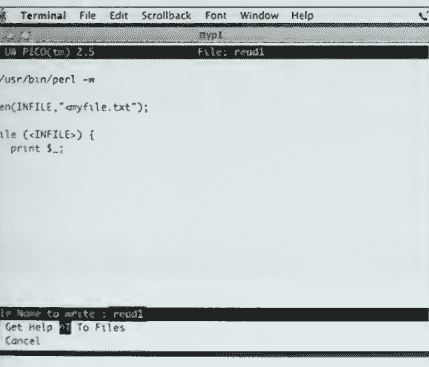 Terminal File Edit Scrollback Font Window Help
mypl
UW PICO(tm) 2.5 File: read1
/usr/bin/perl -w
en(INFILE,"<myfile.txt");
ile (<INFILE>) {
print $_;
le Name to write : read1
Get Help ^T To Files
Cancel